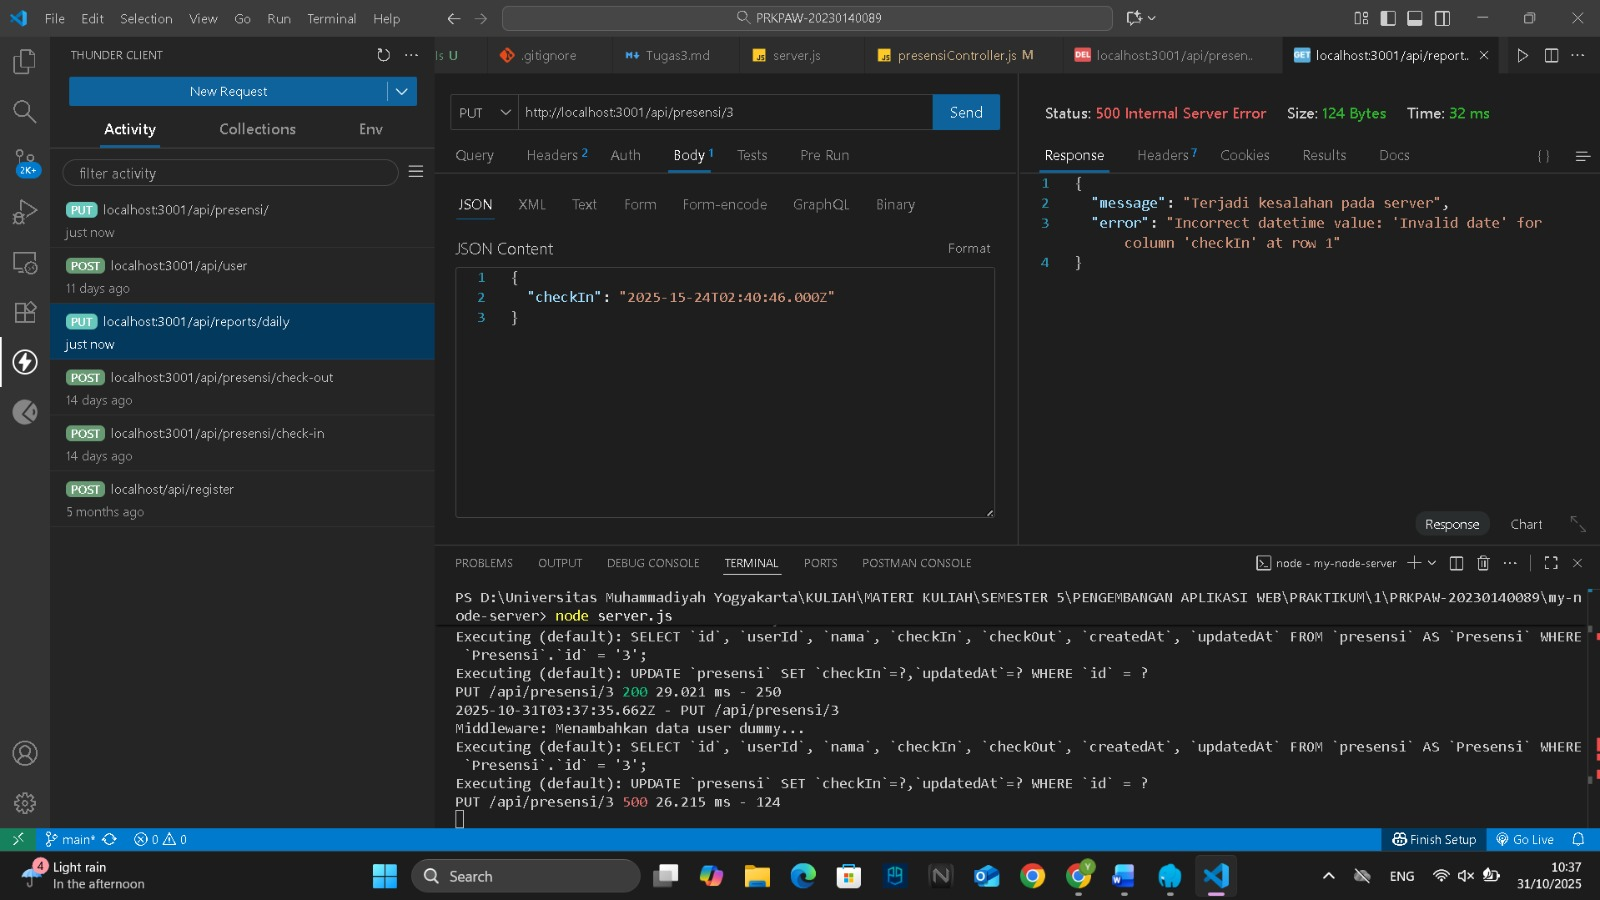 File Edit Selection View Go Run Terminal Help
PRKPAW-20230140089
THUNDER CLIENT
New Request
Activity Collections Env
filter activity
PUT localhost:3001/api/presensi/
just now
POST localhost:3001/api/user
11 days ago
PUT localhost:3001/api/reports/daily
just now
POST localhost:3001/api/presensi/check-out
14 days ago
POST localhost:3001/api/presensi/check-in
14 days ago
POST localhost/api/register
5 months ago
2K+
ls U .gitignore Tugas3.md server.js presensiController.js M DEL localhost:3001/api/presen.. GET localhost:3001/api/report..
PUT http://localhost:3001/api/presensi/3 Send
Query Headers 2 Auth Body 1 Tests Pre Run
JSON XML Text Form Form-encode GraphQL Binary
JSON Content Format
1 {
2 "checkIn": "2025-15-24T02:40:46.000Z"
3 }
Status: 500 Internal Server Error Size: 124 Bytes Time: 32 ms
Response Headers 7 Cookies Results Docs { }
1 {
2 "message": "Terjadi kesalahan pada server",
3 "error": "Incorrect datetime value: 'Invalid date' for
column 'checkIn' at row 1"
4 }
Response Chart
PROBLEMS OUTPUT DEBUG CONSOLE TERMINAL PORTS POSTMAN CONSOLE
node - my-node-server
PS D:\Universitas Muhammadiyah Yogyakarta\KULIAH\MATERI KULIAH\SEMESTER 5\PENGEMBANGAN APLIKASI WEB\PRAKTIKUM\1\PRKPAW-20230140089\my-n
ode-server> node server.js
Executing (default): SELECT `id`, `userId`, `nama`, `checkIn`, `checkOut`, `createdAt`, `updatedAt` FROM `presensi` AS `Presensi` WHERE
`Presensi`.`id` = '3';
Executing (default): UPDATE `presensi` SET `checkIn`=?,`updatedAt`=? WHERE `id` = ?
PUT /api/presensi/3 200 29.021 ms - 250
2025-10-31T03:37:35.662Z - PUT /api/presensi/3
Middleware: Menambahkan data user dummy...
Executing (default): SELECT `id`, `userId`, `nama`, `checkIn`, `checkOut`, `createdAt`, `updatedAt` FROM `presensi` AS `Presensi` WHERE
`Presensi`.`id` = '3';
Executing (default): UPDATE `presensi` SET `checkIn`=?,`updatedAt`=? WHERE `id` = ?
PUT /api/presensi/3 500 26.215 ms - 124
main* 0 0 Finish Setup Go Live
4 Light rain
In the afternoon
Search
ENG
10:37
31/10/2025